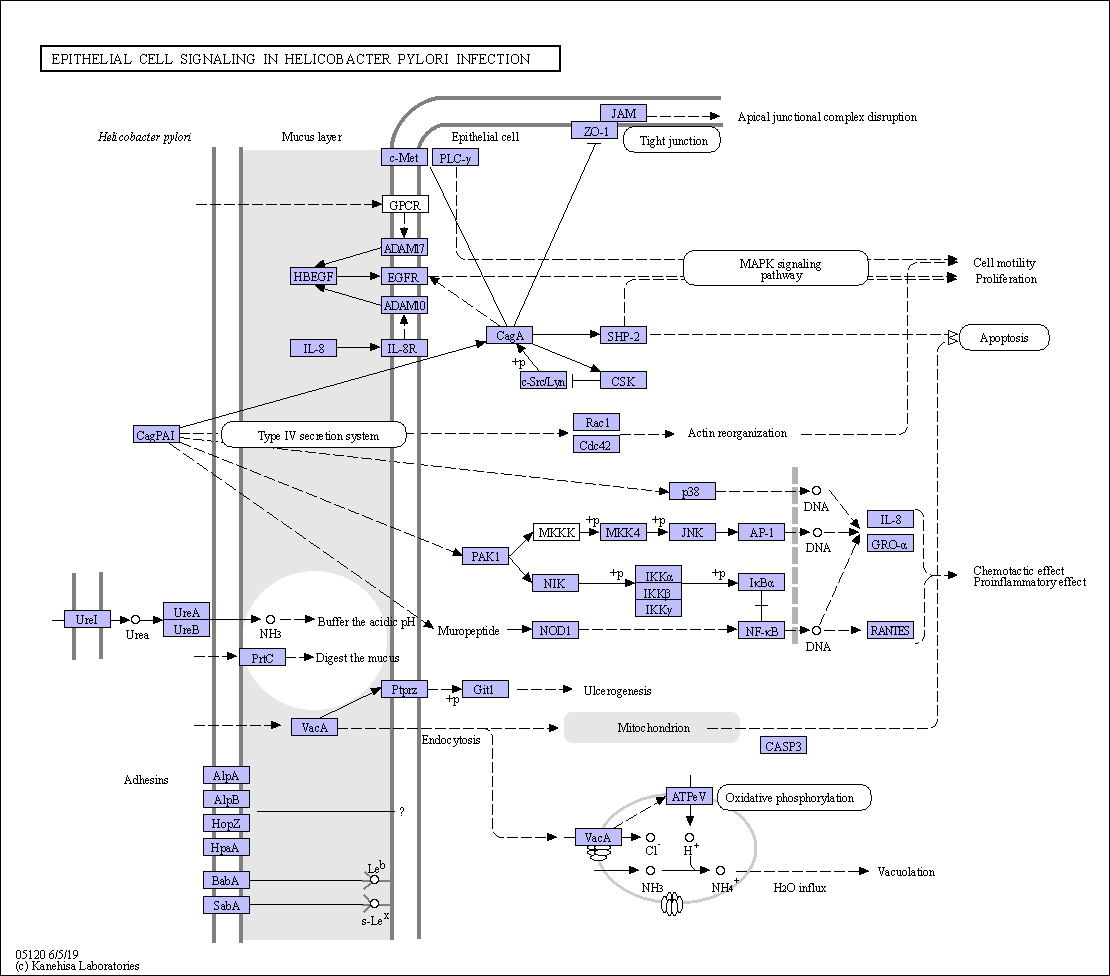 EPITHELIAL CELL SIGNALING IN HELICOBACTER PYLORI INFECTION
JAM
Apical junctional complex disruption
ZO-1
Tight junction
Helicobacter pylori
Mucus layer
Epithelial cell
c-Met
PLC-γ
GPCR
ADAM17
HBEGF
EGFR
ADAM10
MAPK signaling
pathway
Cell motility
Proliferation
IL-8
IL-8R
CagA
SHP-2
Apoptosis
+p
c-Src/Lyn
CSK
CagPAI
Type IV secretion system
Rac1
Cdc42
Actin reorganization
p38
DNA
IL-8
GRO-α
PAK1
MKKK
+p
MKK4
+p
JNK
AP-1
DNA
NIK
+p
IKKα
IKKβ
IKKγ
+p
IκBα
Chemotactic effect
Proinflammatory effect
UreI
Urea
UreA
UreB
NH3
Buffer the acidic pH
Muropeptide
NOD1
NF-κB
DNA
RANTES
PrtC
Digest the mucus
Ptprz
+p
Git1
Ulcerogenesis
VacA
Endocytosis
Mitochondrion
CASP3
Adhesins
AlpA
AlpB
HopZ
HpaA
BabA
SabA
?
Le b
s-Le x
ATPeV
Oxidative phosphorylation
VacA
Cl-
H+
NH3
NH4+
H2O influx
Vacuolation
05120 6/5/19
(c) Kanehisa Laboratories